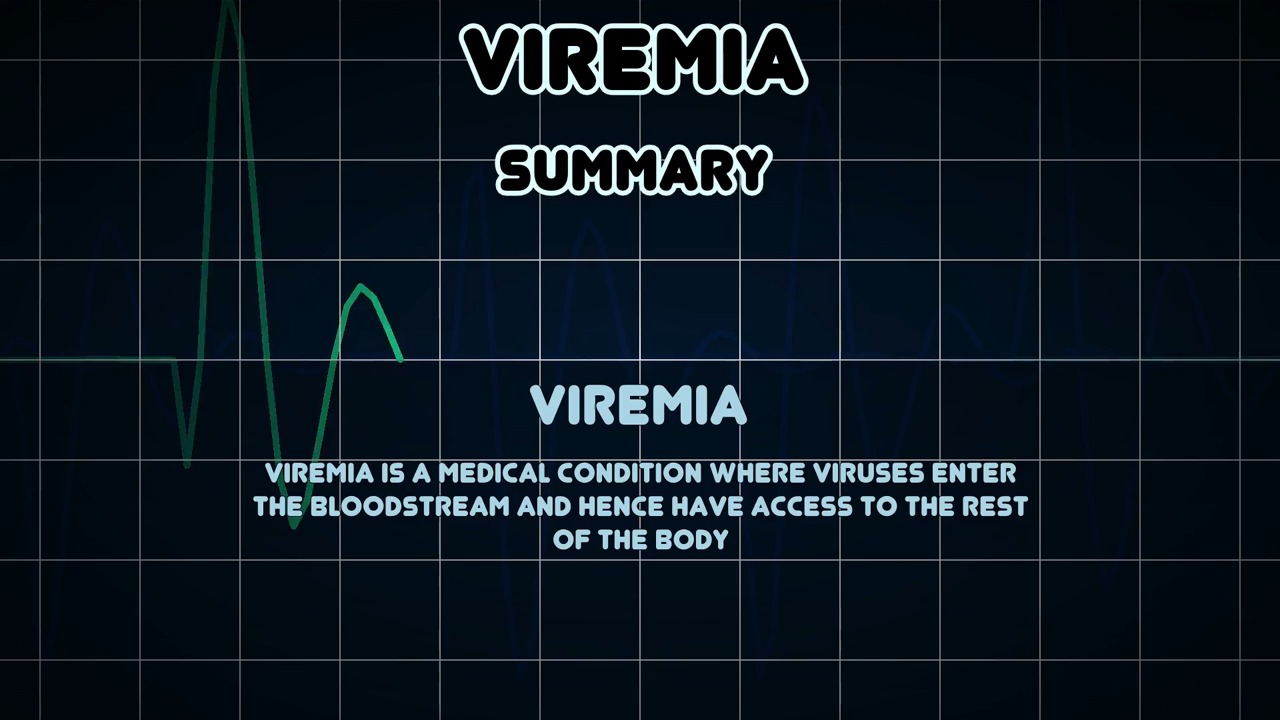 VIREMIA
SUMMARY
VIREMIA
VIREMIA IS A MEDICAL CONDITION WHERE VIRUSES ENTER
THE BLOODSTREAM AND HENCE HAVE ACCESS TO THE REST
OF THE BODY